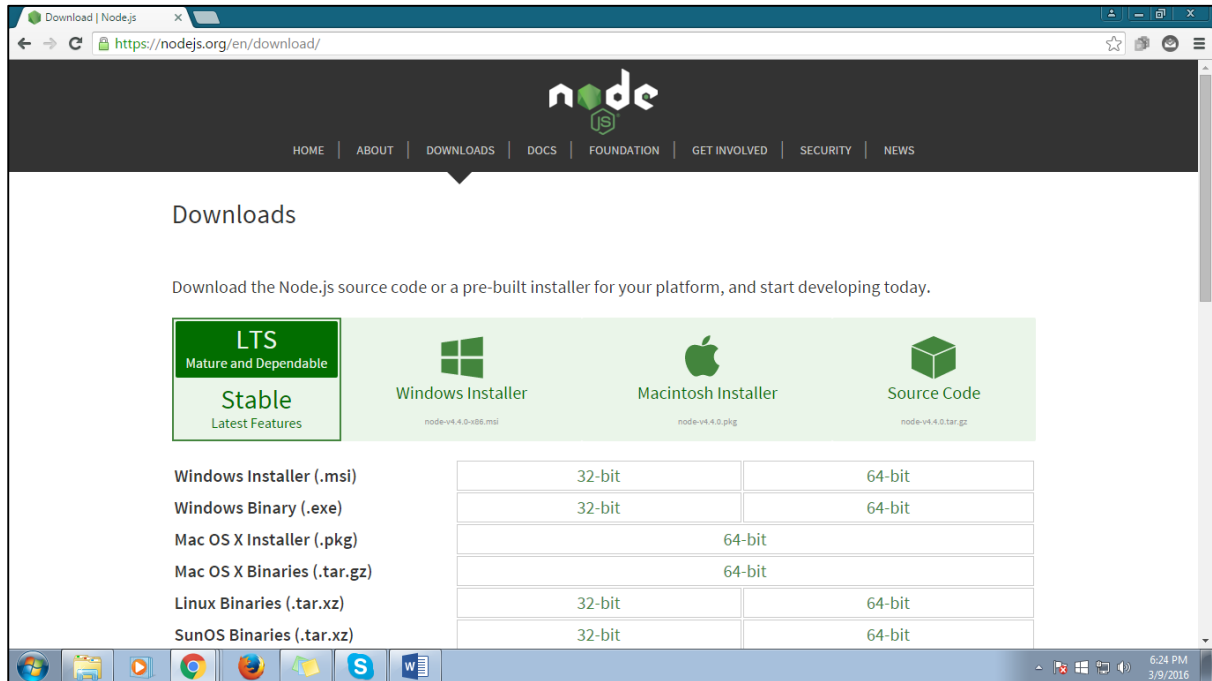 Download | Node.js
https://nodejs.org/en/download/
node
JS
HOME | ABOUT | DOWNLOADS | DOCS | FOUNDATION | GET INVOLVED | SECURITY | NEWS
Downloads
Download the Node.js source code or a pre-built installer for your platform, and start developing today.
LTS
Mature and Dependable
Stable
Latest Features
Windows Installer
node-v4.4.0-x86.msi
Macintosh Installer
node-v4.4.0.pkg
Source Code
node-v4.4.0.tar.gz
Windows Installer (.msi) 32-bit 64-bit
Windows Binary (.exe) 32-bit 64-bit
Mac OS X Installer (.pkg) 64-bit
Mac OS X Binaries (.tar.gz) 64-bit
Linux Binaries (.tar.xz) 32-bit 64-bit
SunOS Binaries (.tar.xz) 32-bit 64-bit
6:24 PM
3/9/2016